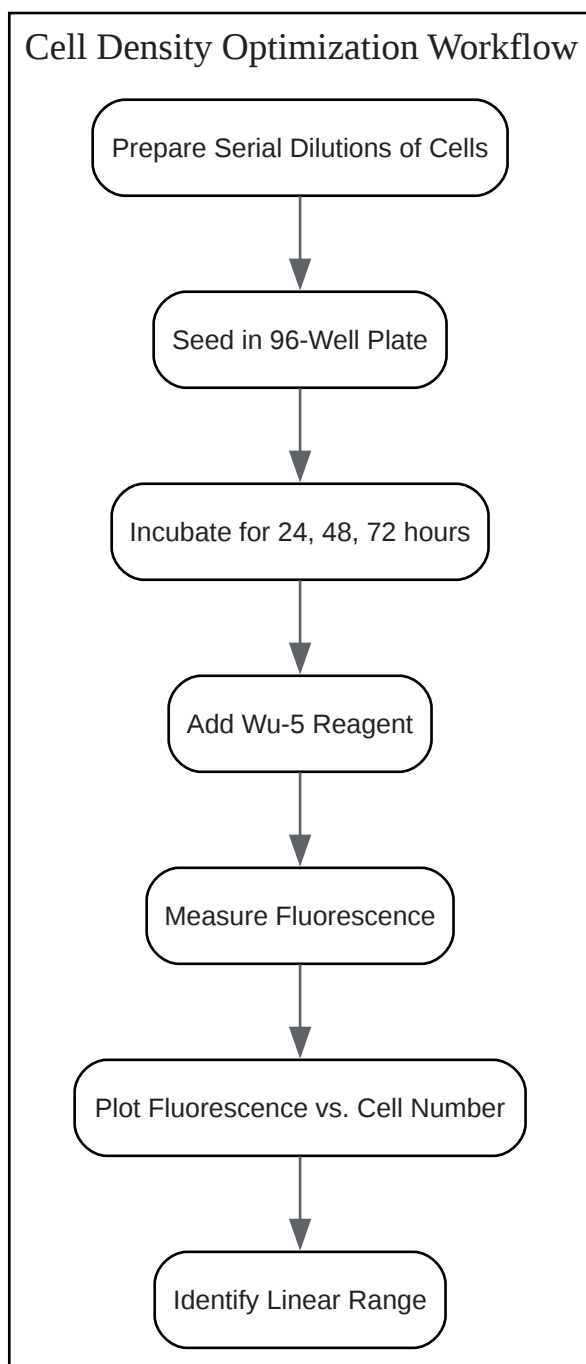 Cell Density Optimization Workflow
Prepare Serial Dilutions of Cells
Seed in 96-Well Plate
Incubate for 24, 48, 72 hours
Add Wu-5 Reagent
Measure Fluorescence
Plot Fluorescence vs. Cell Number
Identify Linear Range